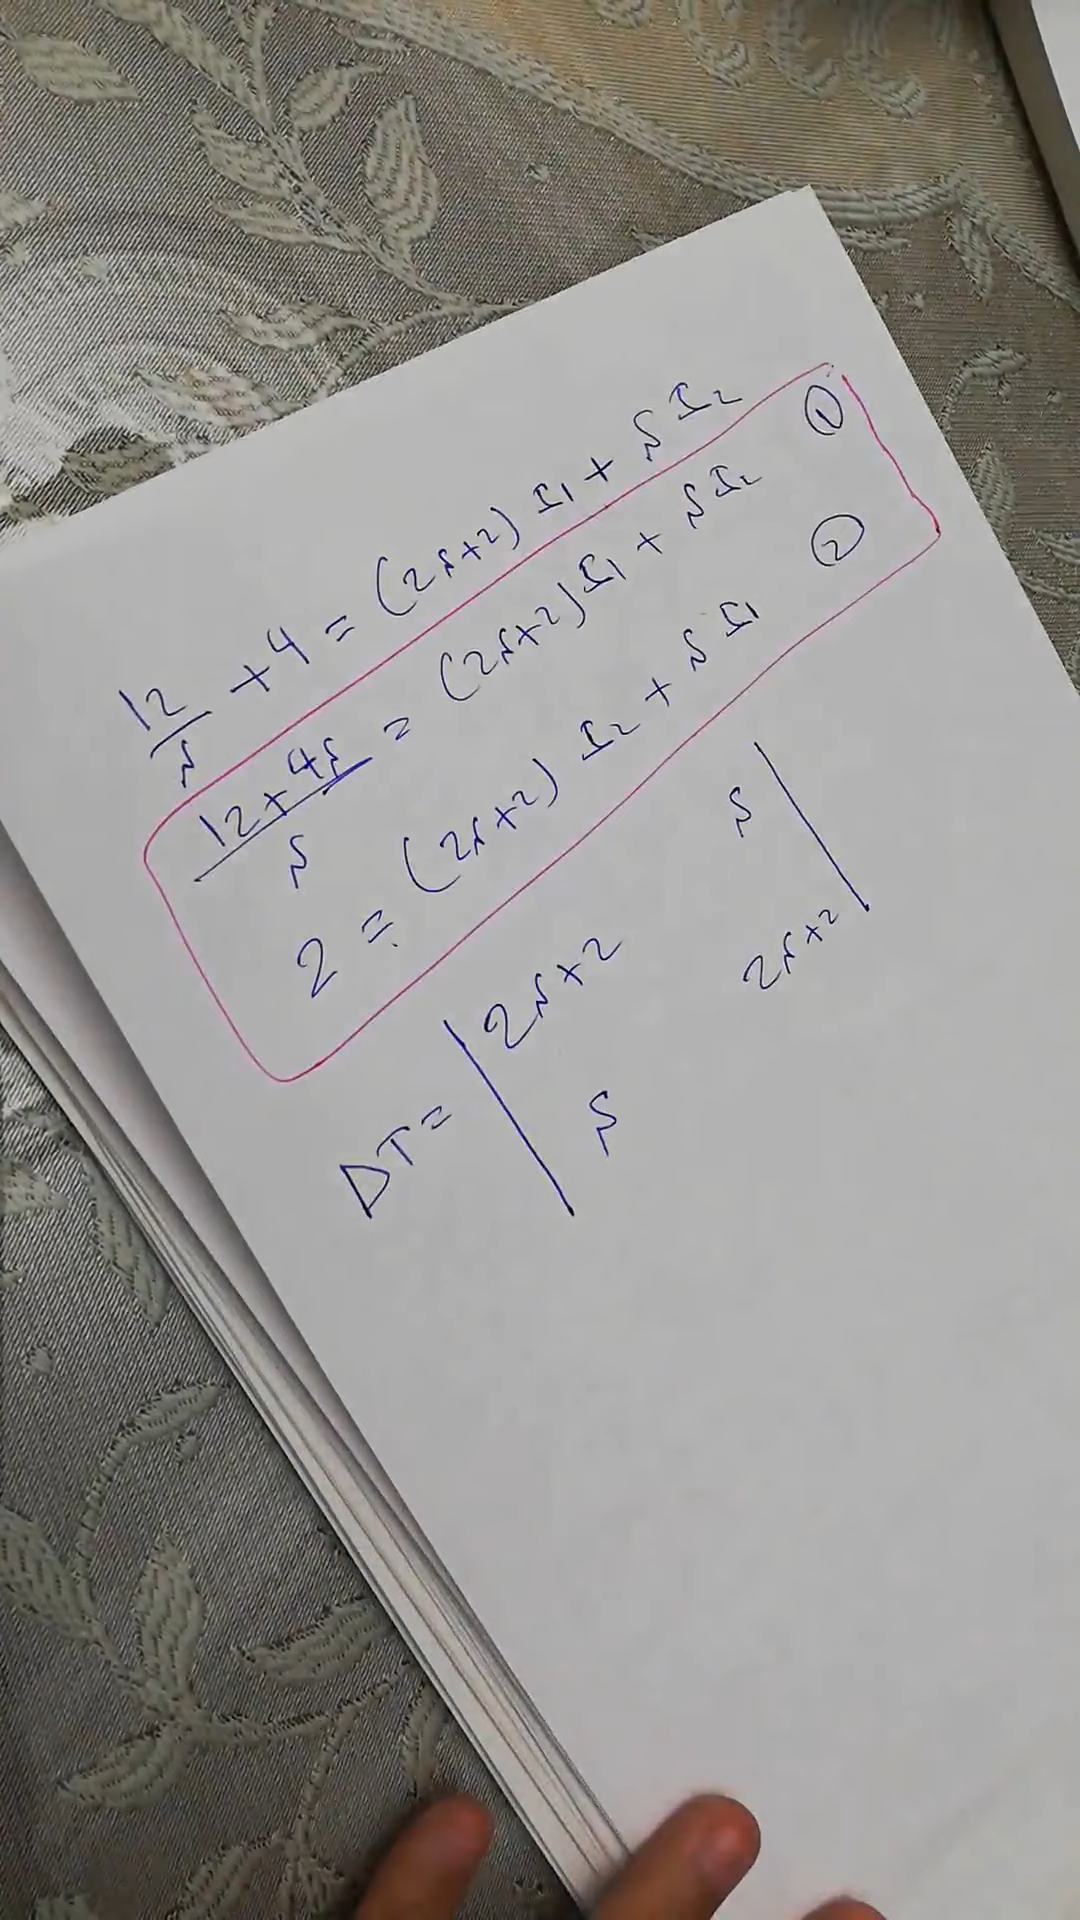 12/s + 4 = (2s+2) I1 + s I2
12+4s/s = (2s+2) I1 + s I2 ①
2 = (2s+2) I2 + s I1 ②
ΔT = | 2s+2 s |
| s 2s+2 |